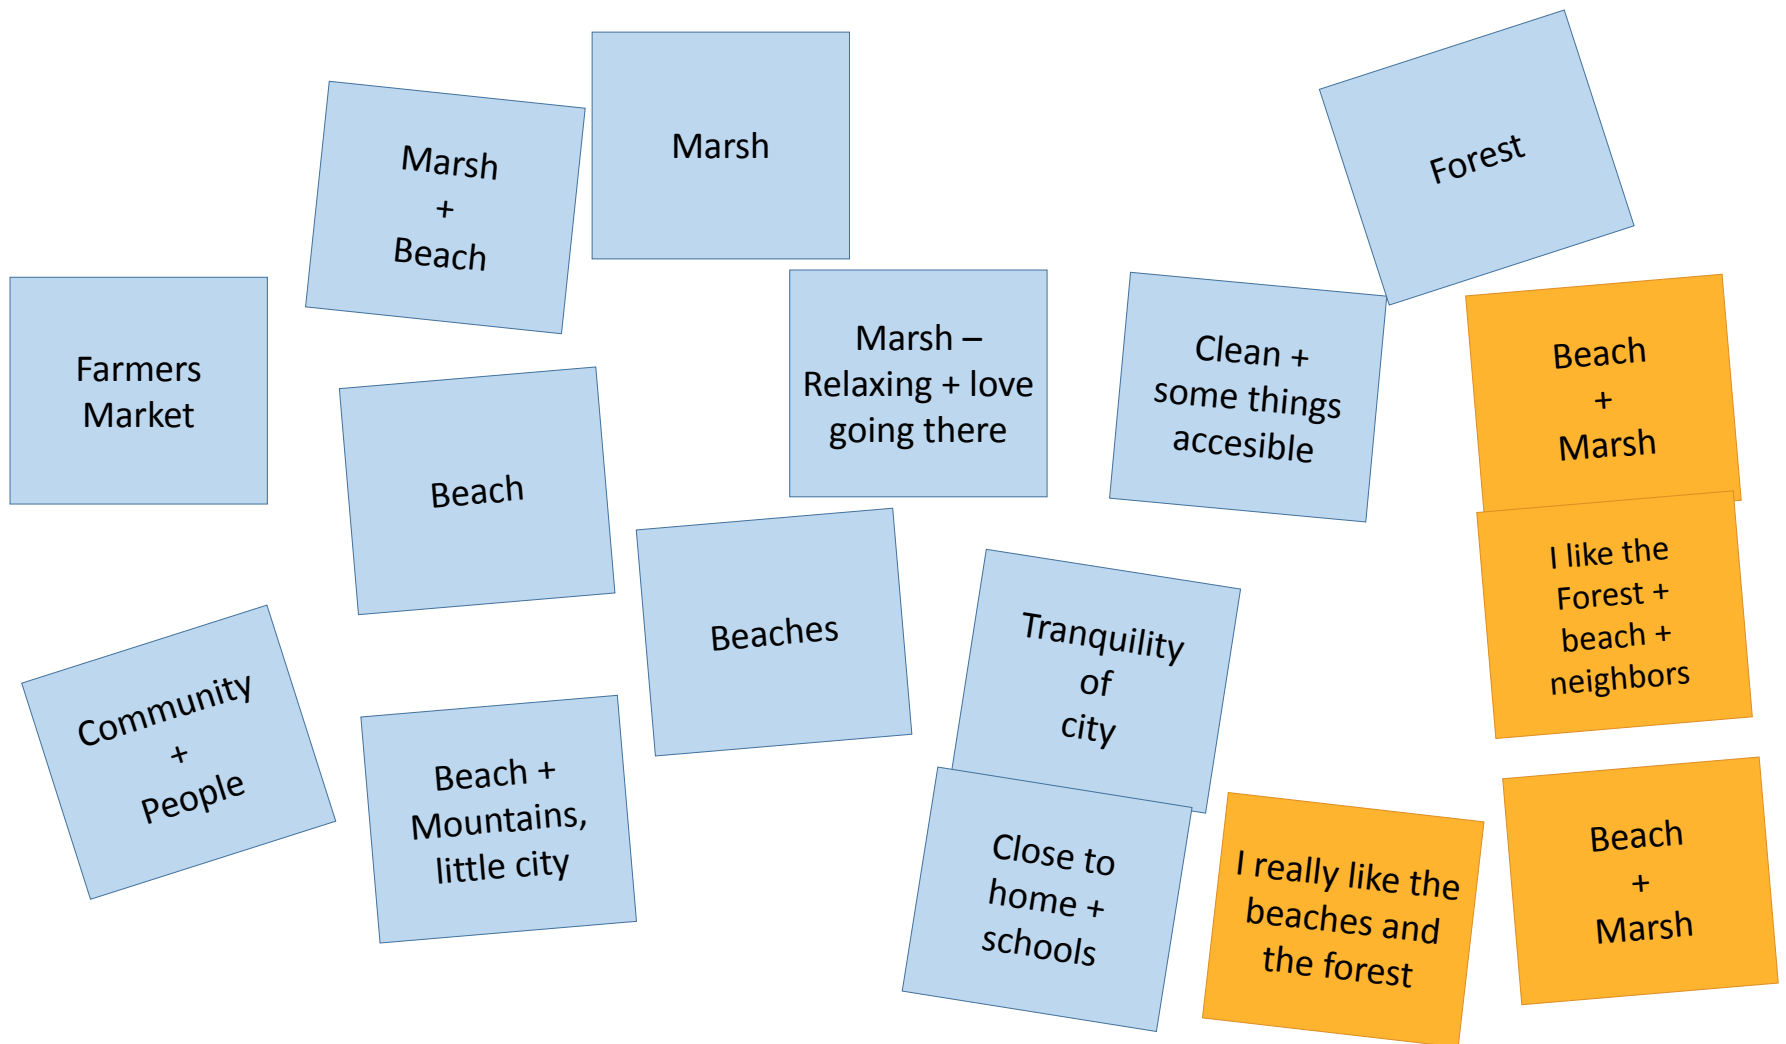 Marsh
+
Beach
Marsh
Forest
Farmers
Market
Beach
Marsh –
Relaxing + love
going there
Clean +
some things
accesible
Beach
+
Marsh
Beaches
I like the
Forest +
beach +
neighbors
Community
+
People
Beach +
Mountains,
little city
Tranquility
of
city
Close to
home +
schools
I really like the
beaches and
the forest
Beach
+
Marsh